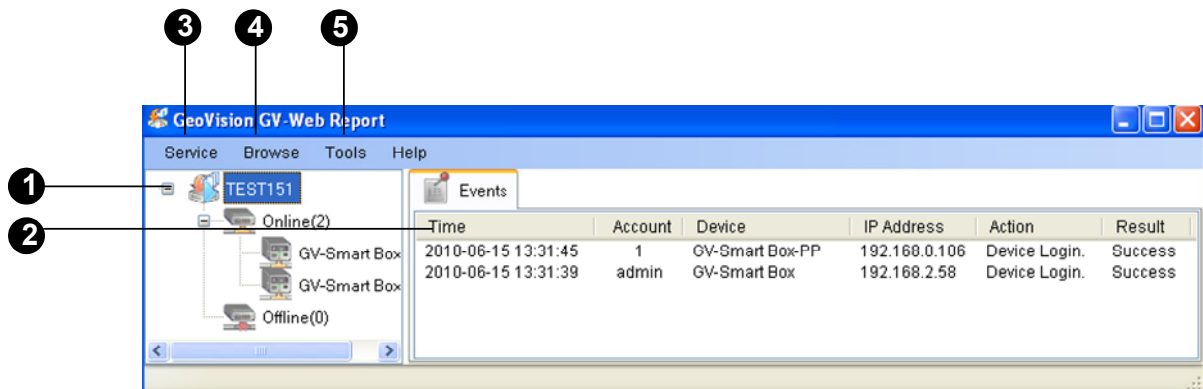 3 4 5
GeoVision GV-Web Report
Service Browse Tools Help
1
TEST151
Events
2
Online(2)
Time Account Device IP Address Action Result
GV-Smart Box
2010-06-15 13:31:45 1 GV-Smart Box-PP 192.168.0.106 Device Login. Success
2010-06-15 13:31:39 admin GV-Smart Box 192.168.2.58 Device Login. Success
GV-Smart Box
Offline(0)